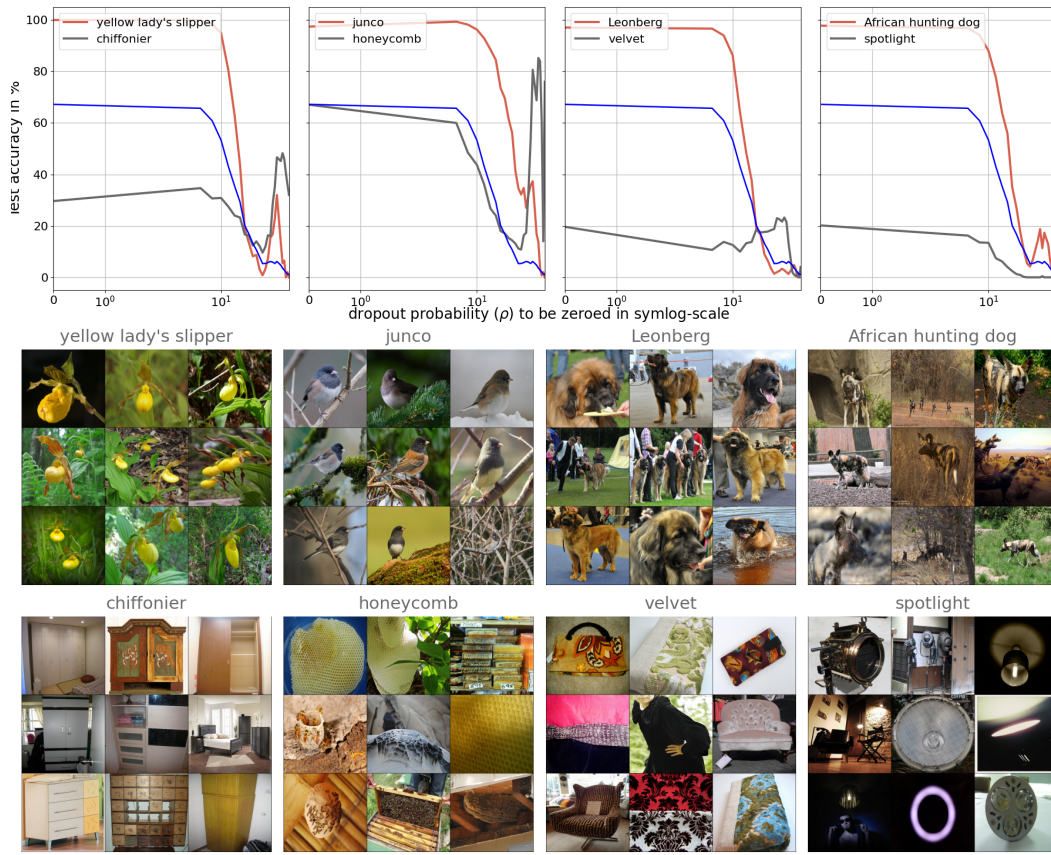 yellow lady's slipper
chiffonier
junco
honeycomb
Leonberg
velvet
African hunting dog
spotlight
100
80
60
40
20
0
Test accuracy in %
0 10⁰ 10¹
0 10⁰ 10¹
0 10⁰ 10¹
0 10⁰ 10¹
dropout probability (ρ) to be zeroed in symlog-scale
yellow lady's slipper junco Leonberg African hunting dog
chiffonier honeycomb velvet spotlight